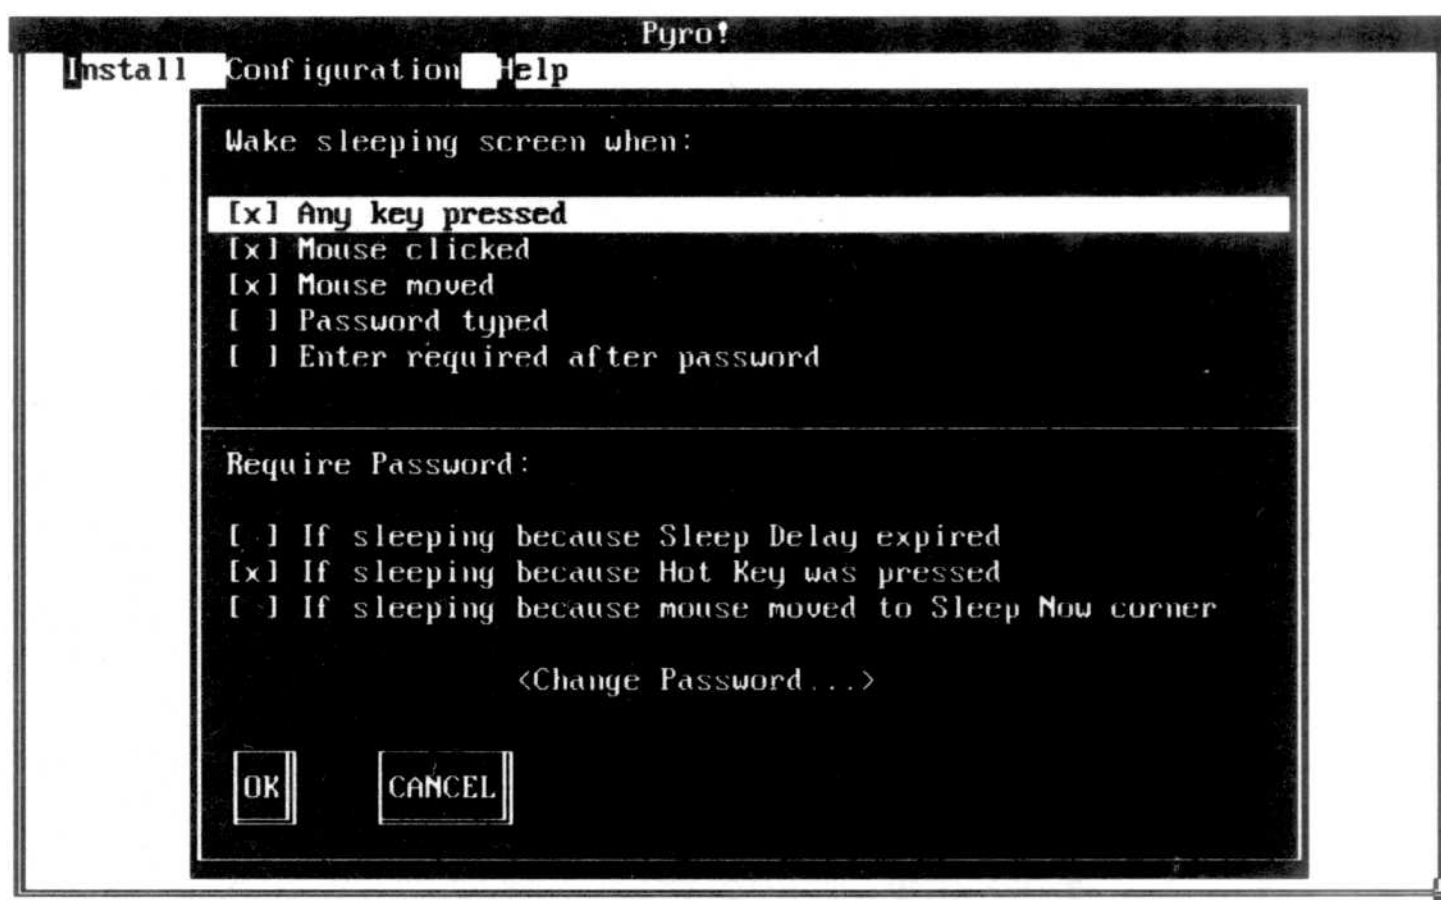 Pyro!
Install Configuration Help
Wake sleeping screen when:
[x] Any key pressed
[x] Mouse clicked
[x] Mouse moved
[ ] Password typed
[ ] Enter required after password
Require Password:
[ ] If sleeping because Sleep Delay expired
[x] If sleeping because Hot Key was pressed
[ ] If sleeping because mouse moved to Sleep Now corner
<Change Password...>
OK CANCEL